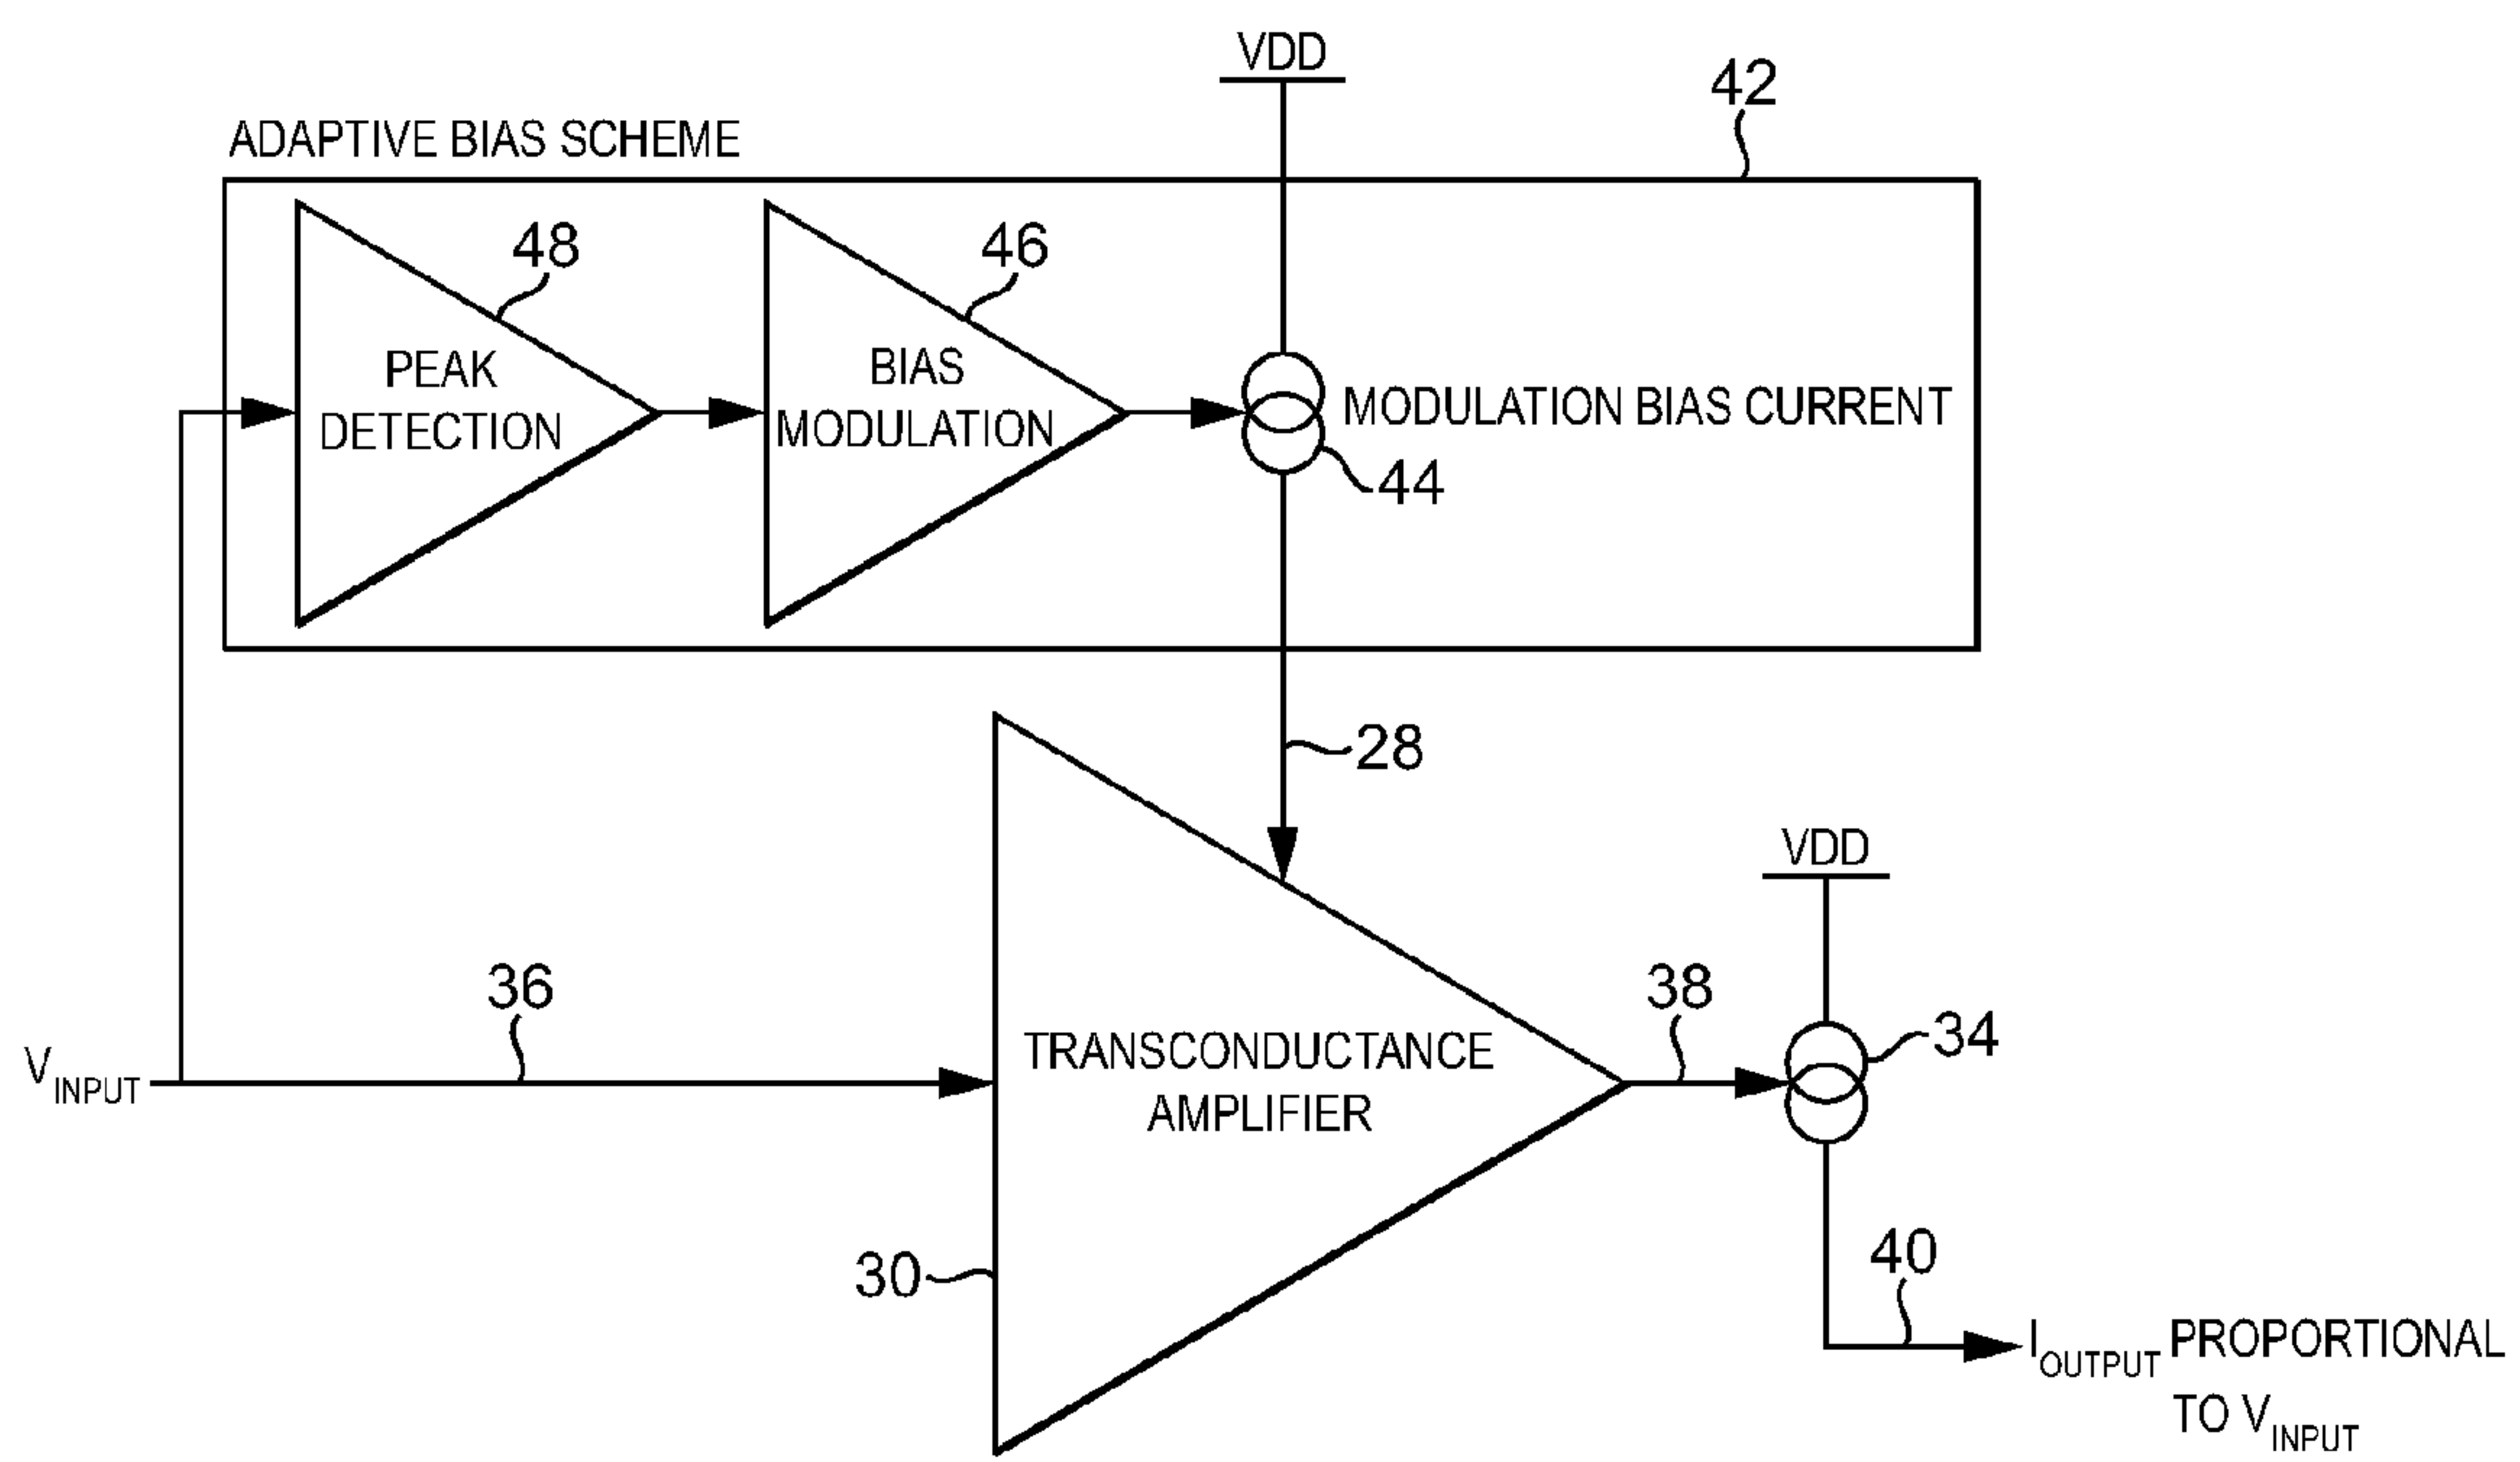 VDD
42
ADAPTIVE BIAS SCHEME
48
46
PEAK
DETECTION
BIAS
MODULATION
MODULATION BIAS CURRENT
44
28
VDD
36
38
34
VINPUT
TRANSCONDUCTANCE
AMPLIFIER
30
40
IOUTPUT PROPORTIONAL
TO VINPUT